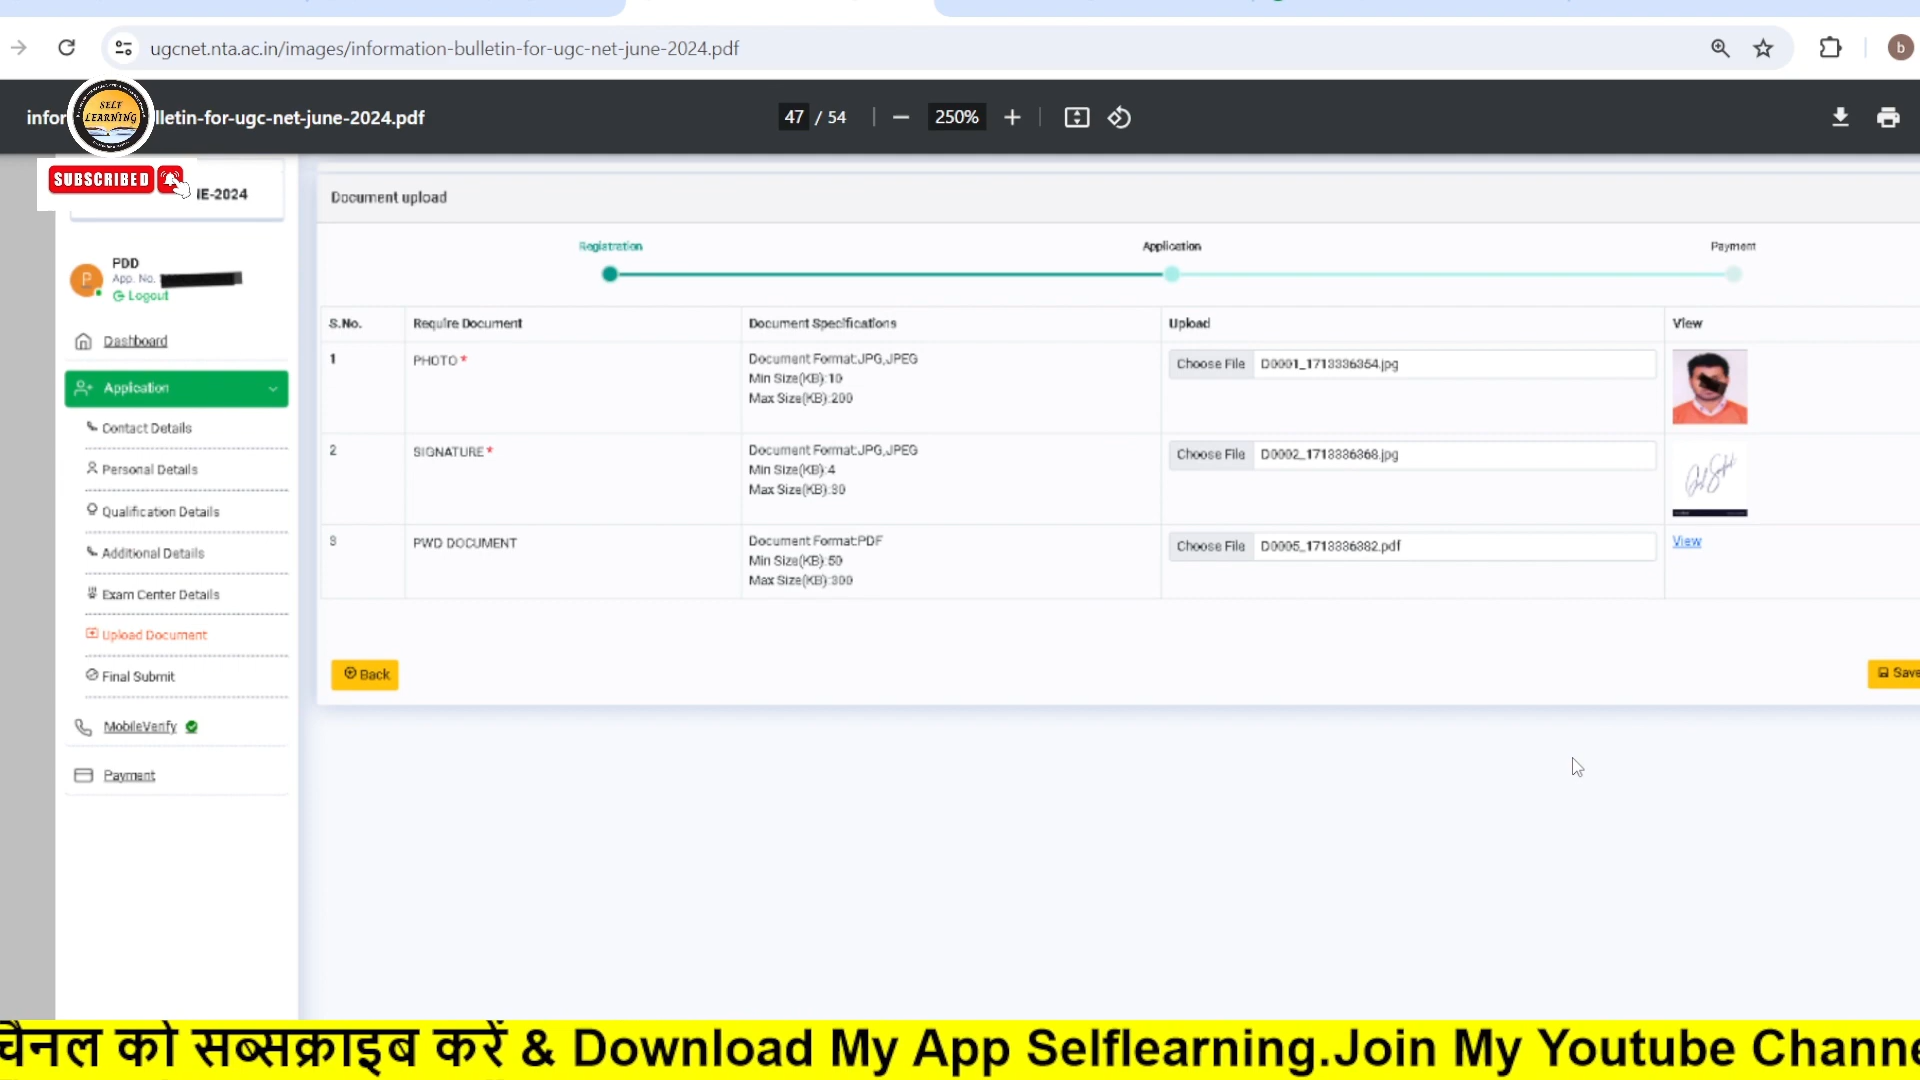 ugcnet.nta.ac.in/images/information-bulletin-for-ugc-net-june-2024.pdf
b
SELF
LEARNING
infor
lletin-for-ugc-net-june-2024.pdf
47 / 54
250%
SUBSCRIBED
NE-2024
Document upload
Registration
Application
Payment
P
PDD
App. No.
Logout
Dashboard
Application
Contact Details
Personal Details
Qualification Details
Additional Details
Exam Center Details
Upload Document
Final Submit
MobileVerify
Payment
S.No.
Require Document
Document Specifications
Upload
View
1
PHOTO *
Document Format:JPG,JPEG
Min Size(KB):10
Max Size(KB):200
Choose File
D0001_1713336354.jpg
2
SIGNATURE *
Document Format:JPG,JPEG
Min Size(KB):4
Max Size(KB):30
Choose File
D0002_1713336368.jpg
3
PWD DOCUMENT
Document Format:PDF
Min Size(KB):50
Max Size(KB):300
Choose File
D0005_1713336382.pdf
View
Back
Save
चैनल को सब्सक्राइब करें & Download My App Selflearning.Join My Youtube Channe